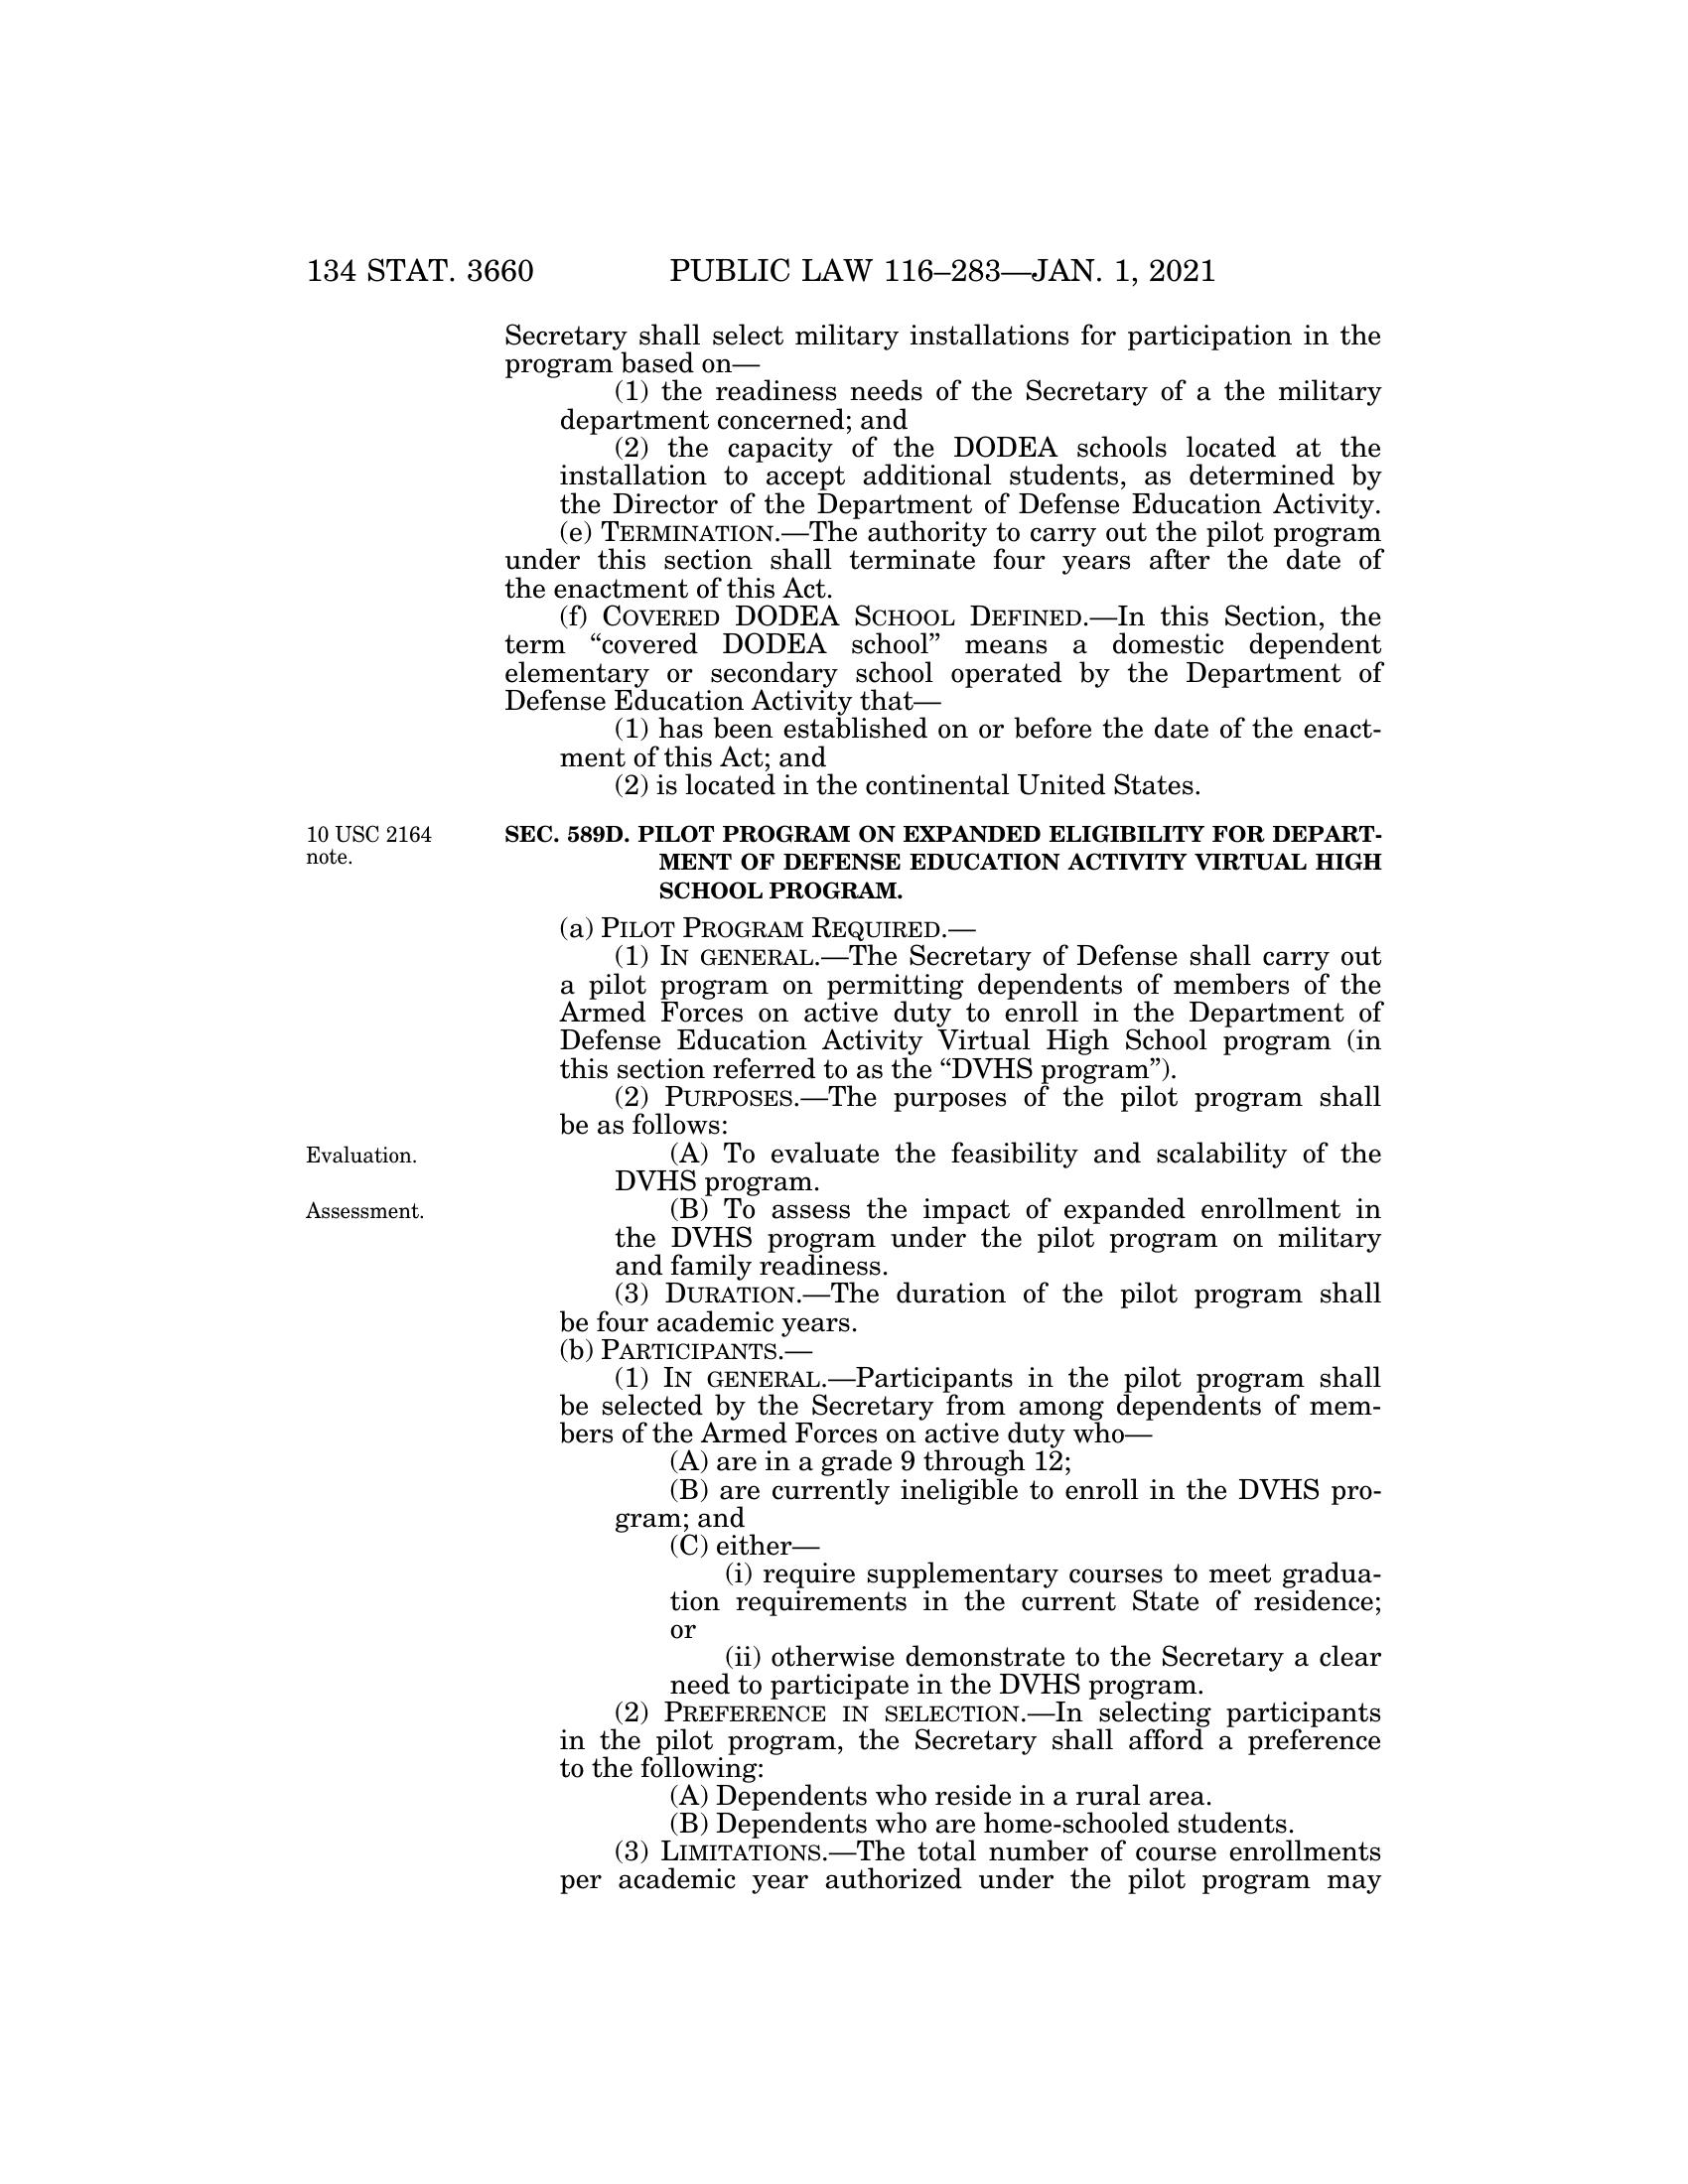 134 STAT. 3660
PUBLIC LAW 116–283—JAN. 1, 2021
Secretary shall select military installations for participation in the
program based on—
(1) the readiness needs of the Secretary of a the military
department concerned; and
(2) the capacity of the DODEA schools located at the
installation to accept additional students, as determined by
the Director of the Department of Defense Education Activity.
(e) TERMINATION.—The authority to carry out the pilot program
under this section shall terminate four years after the date of
the enactment of this Act.
(f) COVERED DODEA SCHOOL DEFINED.—In this Section, the
term “covered DODEA school” means a domestic dependent
elementary or secondary school operated by the Department of
Defense Education Activity that—
(1) has been established on or before the date of the enact-
ment of this Act; and
(2) is located in the continental United States.
10 USC 2164
note.
SEC. 589D. PILOT PROGRAM ON EXPANDED ELIGIBILITY FOR DEPART-
MENT OF DEFENSE EDUCATION ACTIVITY VIRTUAL HIGH
SCHOOL PROGRAM.
(a) PILOT PROGRAM REQUIRED.—
(1) IN GENERAL.—The Secretary of Defense shall carry out
a pilot program on permitting dependents of members of the
Armed Forces on active duty to enroll in the Department of
Defense Education Activity Virtual High School program (in
this section referred to as the “DVHS program”).
(2) PURPOSES.—The purposes of the pilot program shall
be as follows:
Evaluation.
(A) To evaluate the feasibility and scalability of the
DVHS program.
Assessment.
(B) To assess the impact of expanded enrollment in
the DVHS program under the pilot program on military
and family readiness.
(3) DURATION.—The duration of the pilot program shall
be four academic years.
(b) PARTICIPANTS.—
(1) IN GENERAL.—Participants in the pilot program shall
be selected by the Secretary from among dependents of mem-
bers of the Armed Forces on active duty who—
(A) are in a grade 9 through 12;
(B) are currently ineligible to enroll in the DVHS pro-
gram; and
(C) either—
(i) require supplementary courses to meet gradua-
tion requirements in the current State of residence;
or
(ii) otherwise demonstrate to the Secretary a clear
need to participate in the DVHS program.
(2) PREFERENCE IN SELECTION.—In selecting participants
in the pilot program, the Secretary shall afford a preference
to the following:
(A) Dependents who reside in a rural area.
(B) Dependents who are home-schooled students.
(3) LIMITATIONS.—The total number of course enrollments
per academic year authorized under the pilot program may